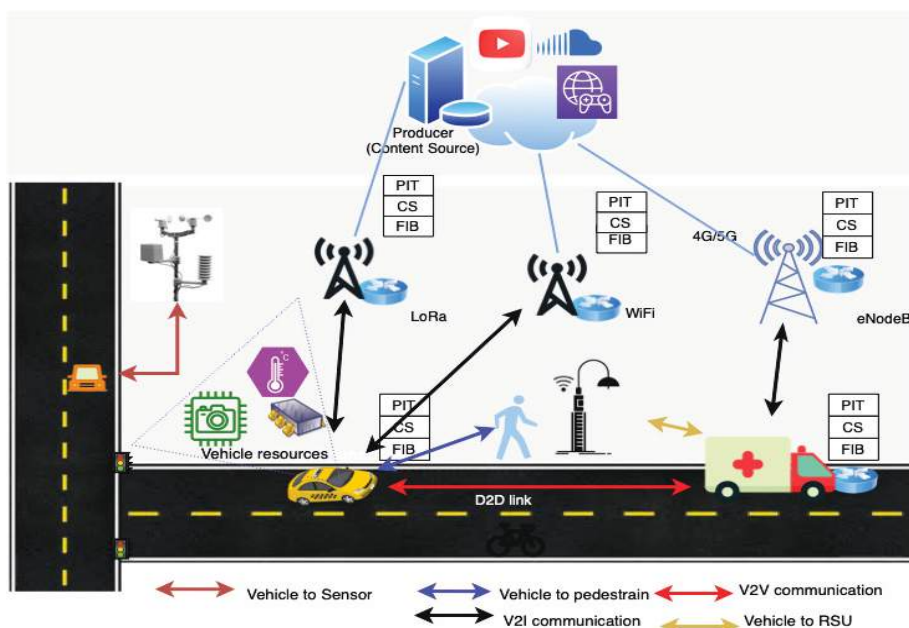 Producer
(Content Source)
PIT
CS
FIB
PIT
CS
FIB
PIT
CS
FIB
4G/5G
LoRa
WiFi
eNodeB
°C
PIT
CS
FIB
PIT
CS
FIB
Vehicle resources
D2D link
Vehicle to Sensor
Vehicle to pedestrain
V2V communication
V2I communication
Vehicle to RSU